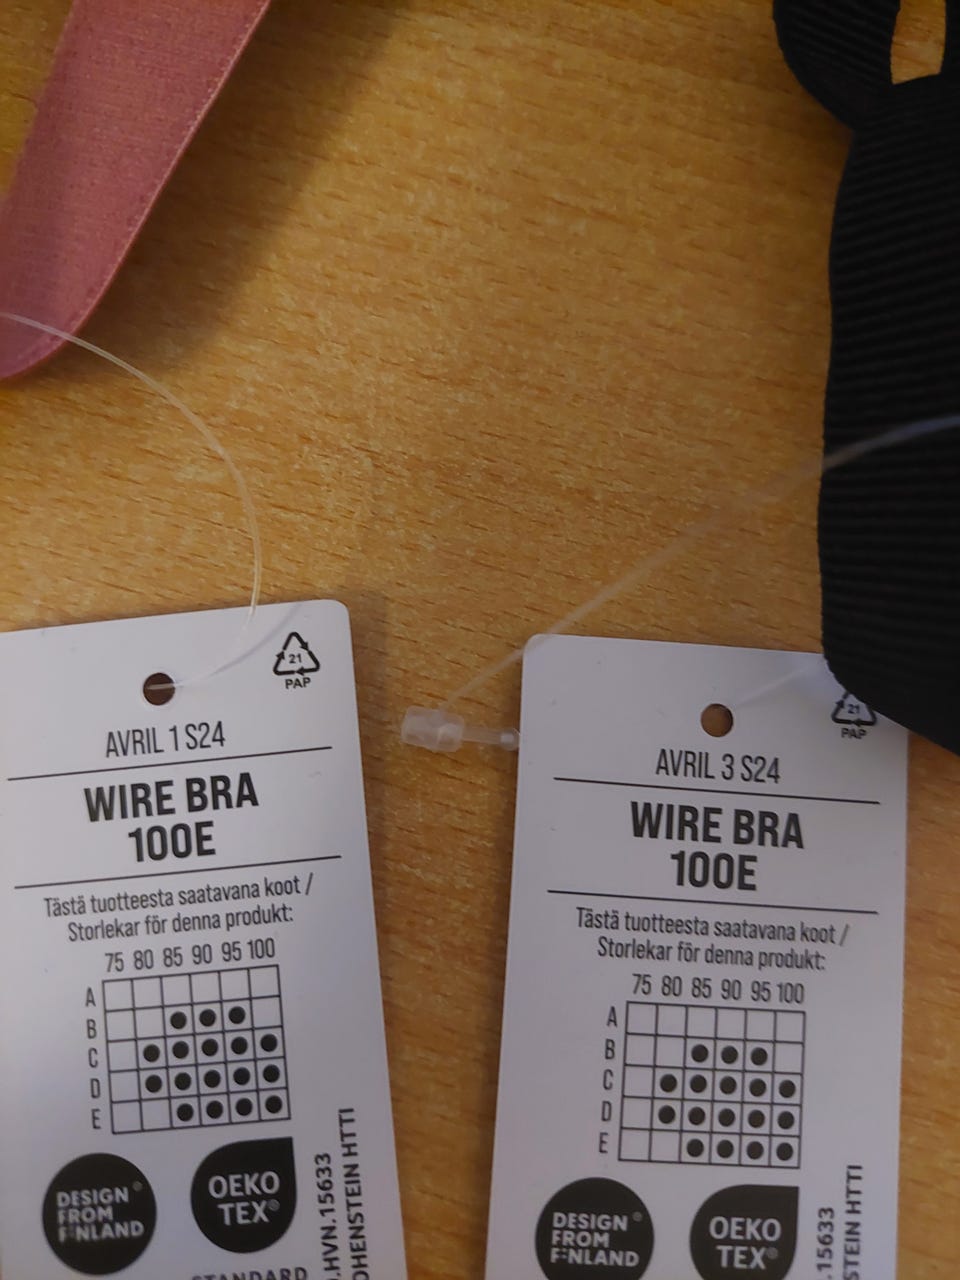 21
PAP
AVRIL 1 S24
WIRE BRA
100E
Tästä tuotteesta saatavana koot /
Storlekar för denna produkt:
75 80 85 90 95 100
A
B
C
D
E
DESIGN
FROM
FINLAND
OEKO
TEX®
STANDARD
.HVN.15633
OHENSTEIN HTTI
21
PAP
AVRIL 3 S24
WIRE BRA
100E
Tästä tuotteesta saatavana koot /
Storlekar för denna produkt:
75 80 85 90 95 100
A
B
C
D
E
DESIGN
FROM
FINLAND
OEKO
TEX®
.15633
STEIN HTTI